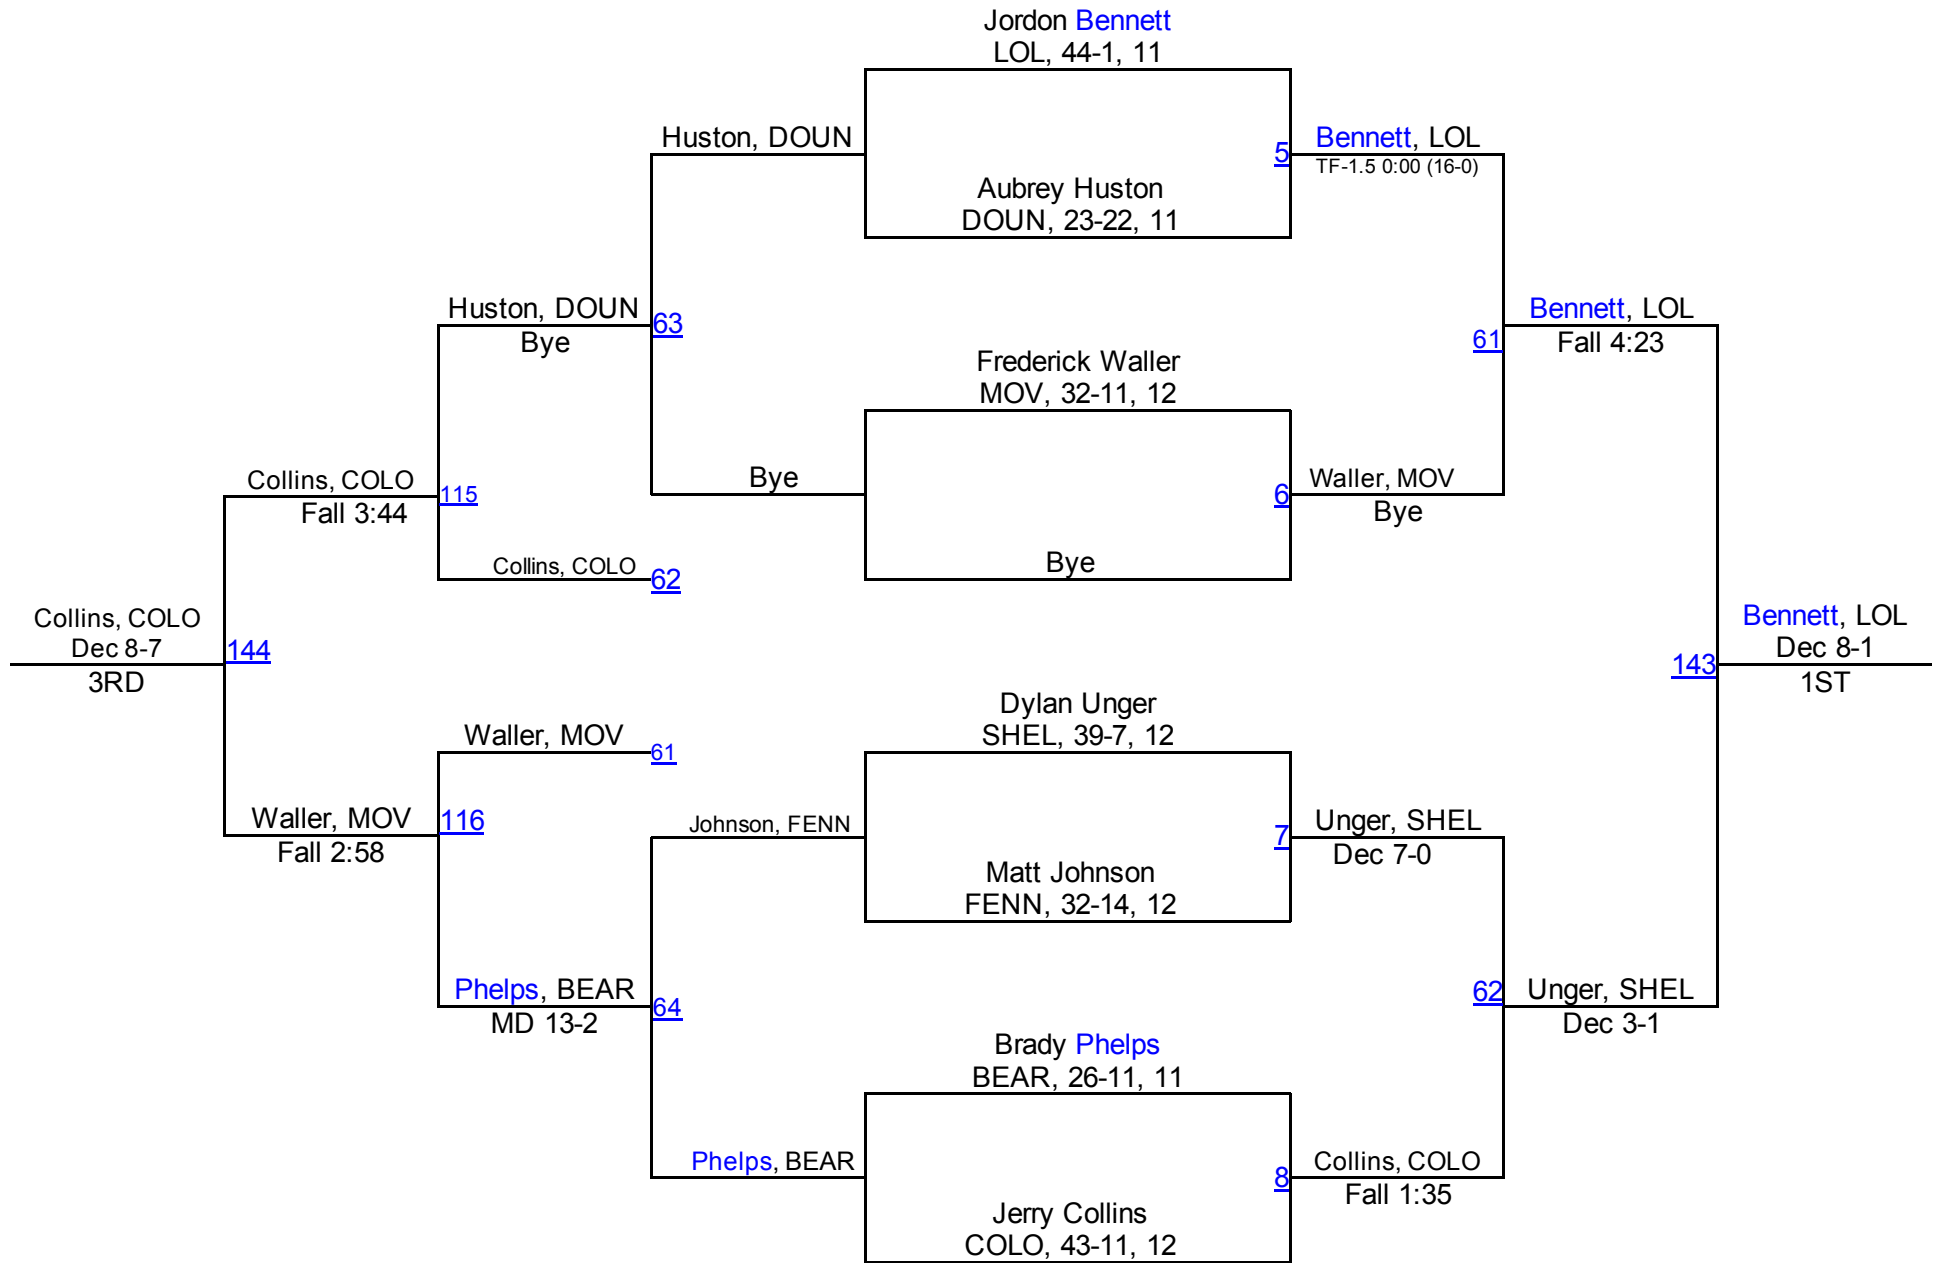 Jordon Bennett
LOL, 44-1, 11
Huston, DOUN
5
Bennett, LOL
TF-1.5 0:00 (16-0)
Aubrey Huston
DOUN, 23-22, 11
Huston, DOUN
Bye
63
Bennett, LOL
Fall 4:23
61
Frederick Waller
MOV, 32-11, 12
Collins, COLO
Fall 3:44
115
Bye
6
Waller, MOV
Bye
Collins, COLO
62
Bye
Collins, COLO
Dec 8-7
3RD
144
Bennett, LOL
Dec 8-1
1ST
143
Dylan Unger
SHEL, 39-7, 12
Waller, MOV
61
Waller, MOV
Fall 2:58
116
Johnson, FENN
7
Unger, SHEL
Dec 7-0
Matt Johnson
FENN, 32-14, 12
Phelps, BEAR
MD 13-2
64
62
Unger, SHEL
Dec 3-1
Brady Phelps
BEAR, 26-11, 11
Phelps, BEAR
8
Collins, COLO
Fall 1:35
Jerry Collins
COLO, 43-11, 12